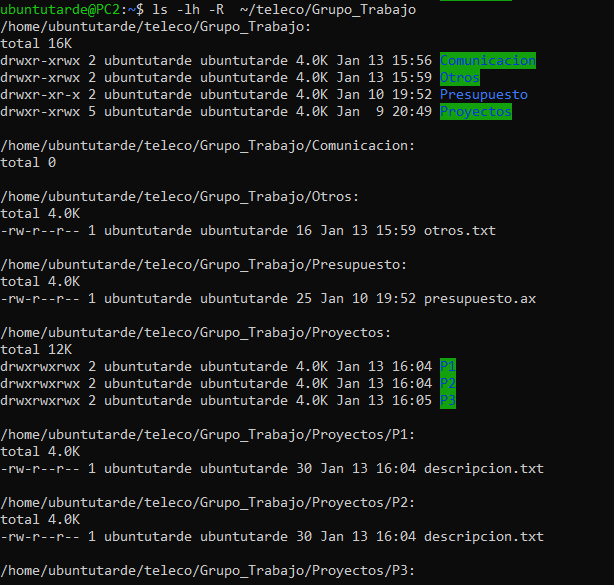 ubuntutarde@PC2:~$ ls -lh -R  ~/teleco/Grupo_Trabajo
/home/ubuntutarde/teleco/Grupo_Trabajo:
total 16K
drwxr-xrwx 2 ubuntutarde ubuntutarde 4.0K Jan 13 15:56 Comunicacion
drwxr-xrwx 2 ubuntutarde ubuntutarde 4.0K Jan 13 15:59 Otros
drwxr-xr-x 2 ubuntutarde ubuntutarde 4.0K Jan 10 19:52 Presupuesto
drwxr-xrwx 5 ubuntutarde ubuntutarde 4.0K Jan  9 20:49 Proyectos

/home/ubuntutarde/teleco/Grupo_Trabajo/Comunicacion:
total 0

/home/ubuntutarde/teleco/Grupo_Trabajo/Otros:
total 4.0K
-rw-r--r-- 1 ubuntutarde ubuntutarde 16 Jan 13 15:59 otros.txt

/home/ubuntutarde/teleco/Grupo_Trabajo/Presupuesto:
total 4.0K
-rw-r--r-- 1 ubuntutarde ubuntutarde 25 Jan 10 19:52 presupuesto.ax

/home/ubuntutarde/teleco/Grupo_Trabajo/Proyectos:
total 12K
drwxrwxrwx 2 ubuntutarde ubuntutarde 4.0K Jan 13 16:04 P1
drwxrwxrwx 2 ubuntutarde ubuntutarde 4.0K Jan 13 16:04 P2
drwxrwxrwx 2 ubuntutarde ubuntutarde 4.0K Jan 13 16:05 P3

/home/ubuntutarde/teleco/Grupo_Trabajo/Proyectos/P1:
total 4.0K
-rw-r--r-- 1 ubuntutarde ubuntutarde 30 Jan 13 16:04 descripcion.txt

/home/ubuntutarde/teleco/Grupo_Trabajo/Proyectos/P2:
total 4.0K
-rw-r--r-- 1 ubuntutarde ubuntutarde 30 Jan 13 16:04 descripcion.txt

/home/ubuntutarde/teleco/Grupo_Trabajo/Proyectos/P3: